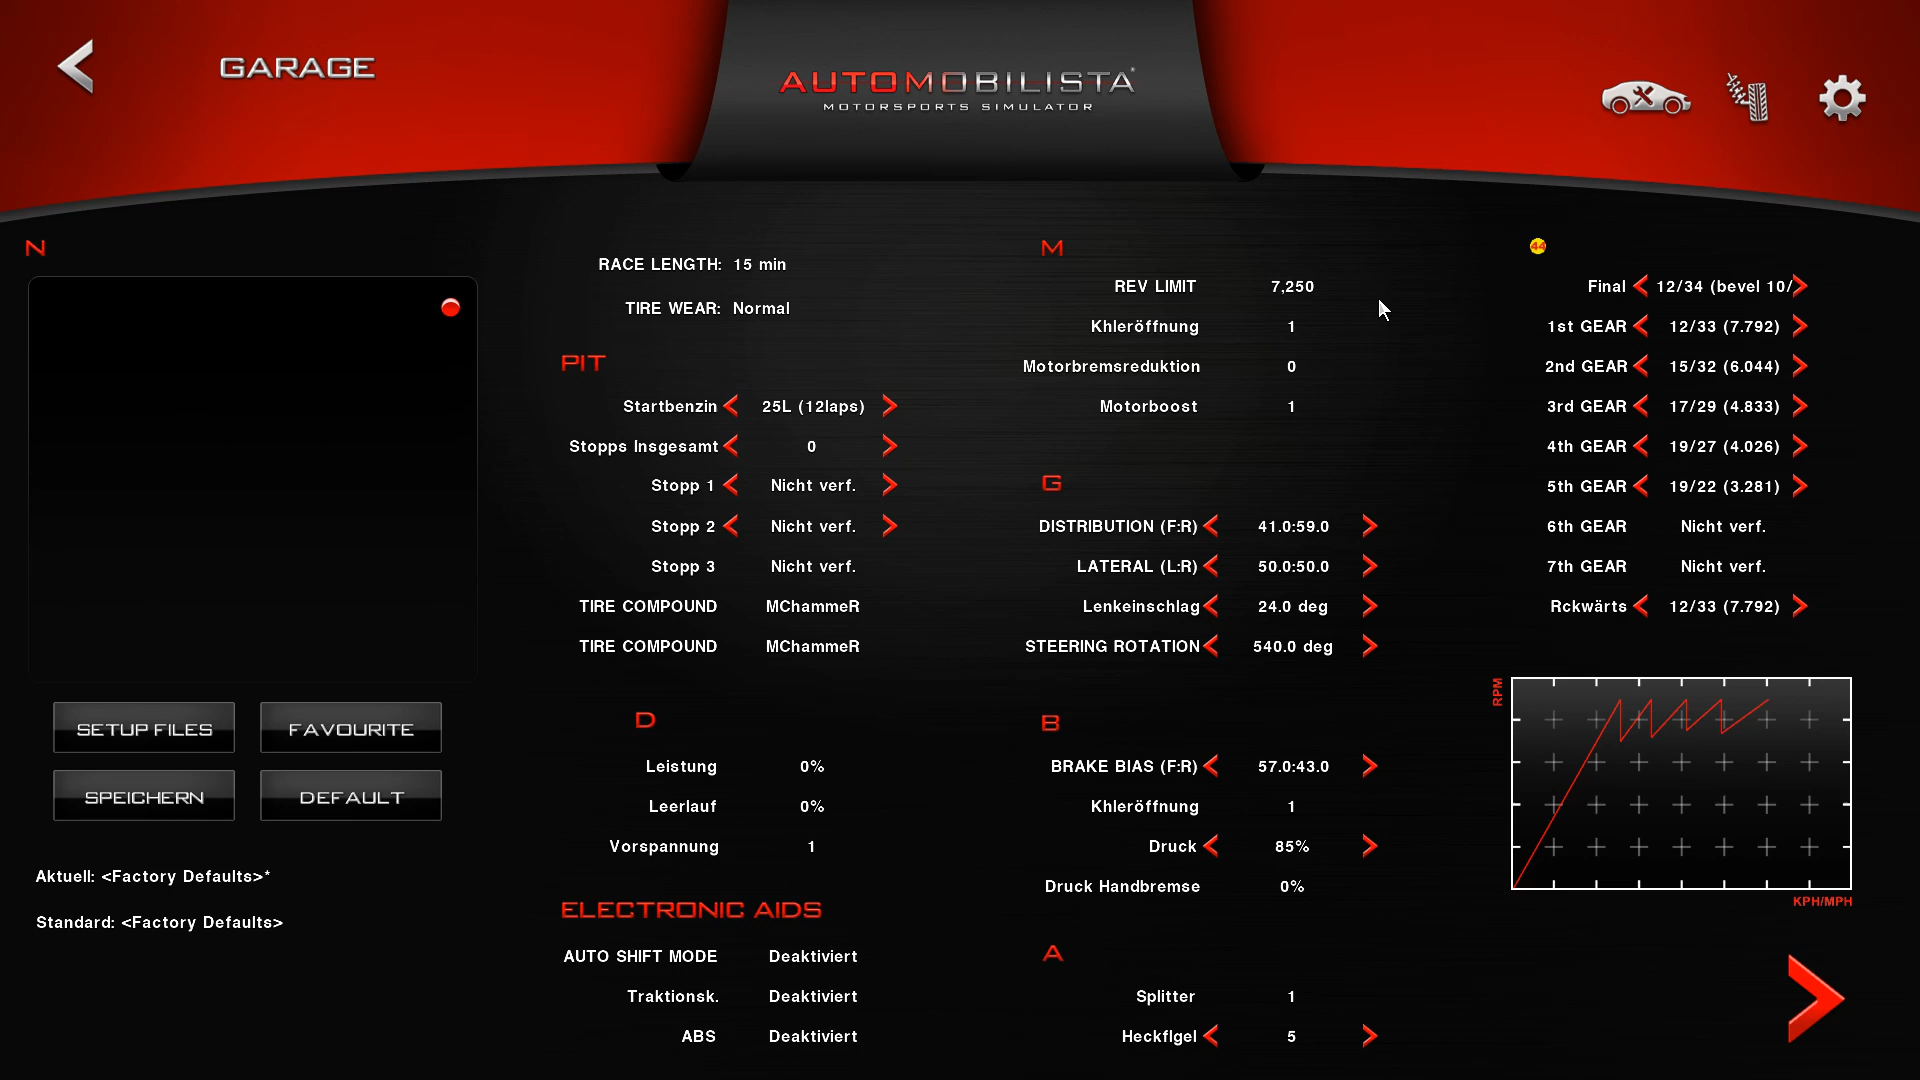 GARAGE
AUTOMOBILISTA
MOTORSPORTS SIMULATOR
N
RACE LENGTH: 15 min
TIRE WEAR: Normal
PIT
Startbenzin 25L (12laps)
Stopps Insgesamt 0
Stopp 1 Nicht verf.
Stopp 2 Nicht verf.
Stopp 3 Nicht verf.
TIRE COMPOUND MChammeR
TIRE COMPOUND MChammeR
D
Leistung 0%
Leerlauf 0%
Vorspannung 1
ELECTRONIC AIDS
AUTO SHIFT MODE Deaktiviert
Traktionsk. Deaktiviert
ABS Deaktiviert
M
REV LIMIT 7,250
Khleröffnung 1
Motorbremsreduktion 0
Motorboost 1
G
DISTRIBUTION (F:R) 41.0:59.0
LATERAL (L:R) 50.0:50.0
Lenkeinschlag 24.0 deg
STEERING ROTATION 540.0 deg
B
BRAKE BIAS (F:R) 57.0:43.0
Khleröffnung 1
Druck 85%
Druck Handbremse 0%
A
Splitter 1
Heckflgel 5
44
Final 12/34 (bevel 10/
1st GEAR 12/33 (7.792)
2nd GEAR 15/32 (6.044)
3rd GEAR 17/29 (4.833)
4th GEAR 19/27 (4.026)
5th GEAR 19/22 (3.281)
6th GEAR Nicht verf.
7th GEAR Nicht verf.
Rckwärts 12/33 (7.792)
RPM
KPH/MPH
SETUP FILES
FAVOURITE
SPEICHERN
DEFAULT
Aktuell: <Factory Defaults>*
Standard: <Factory Defaults>